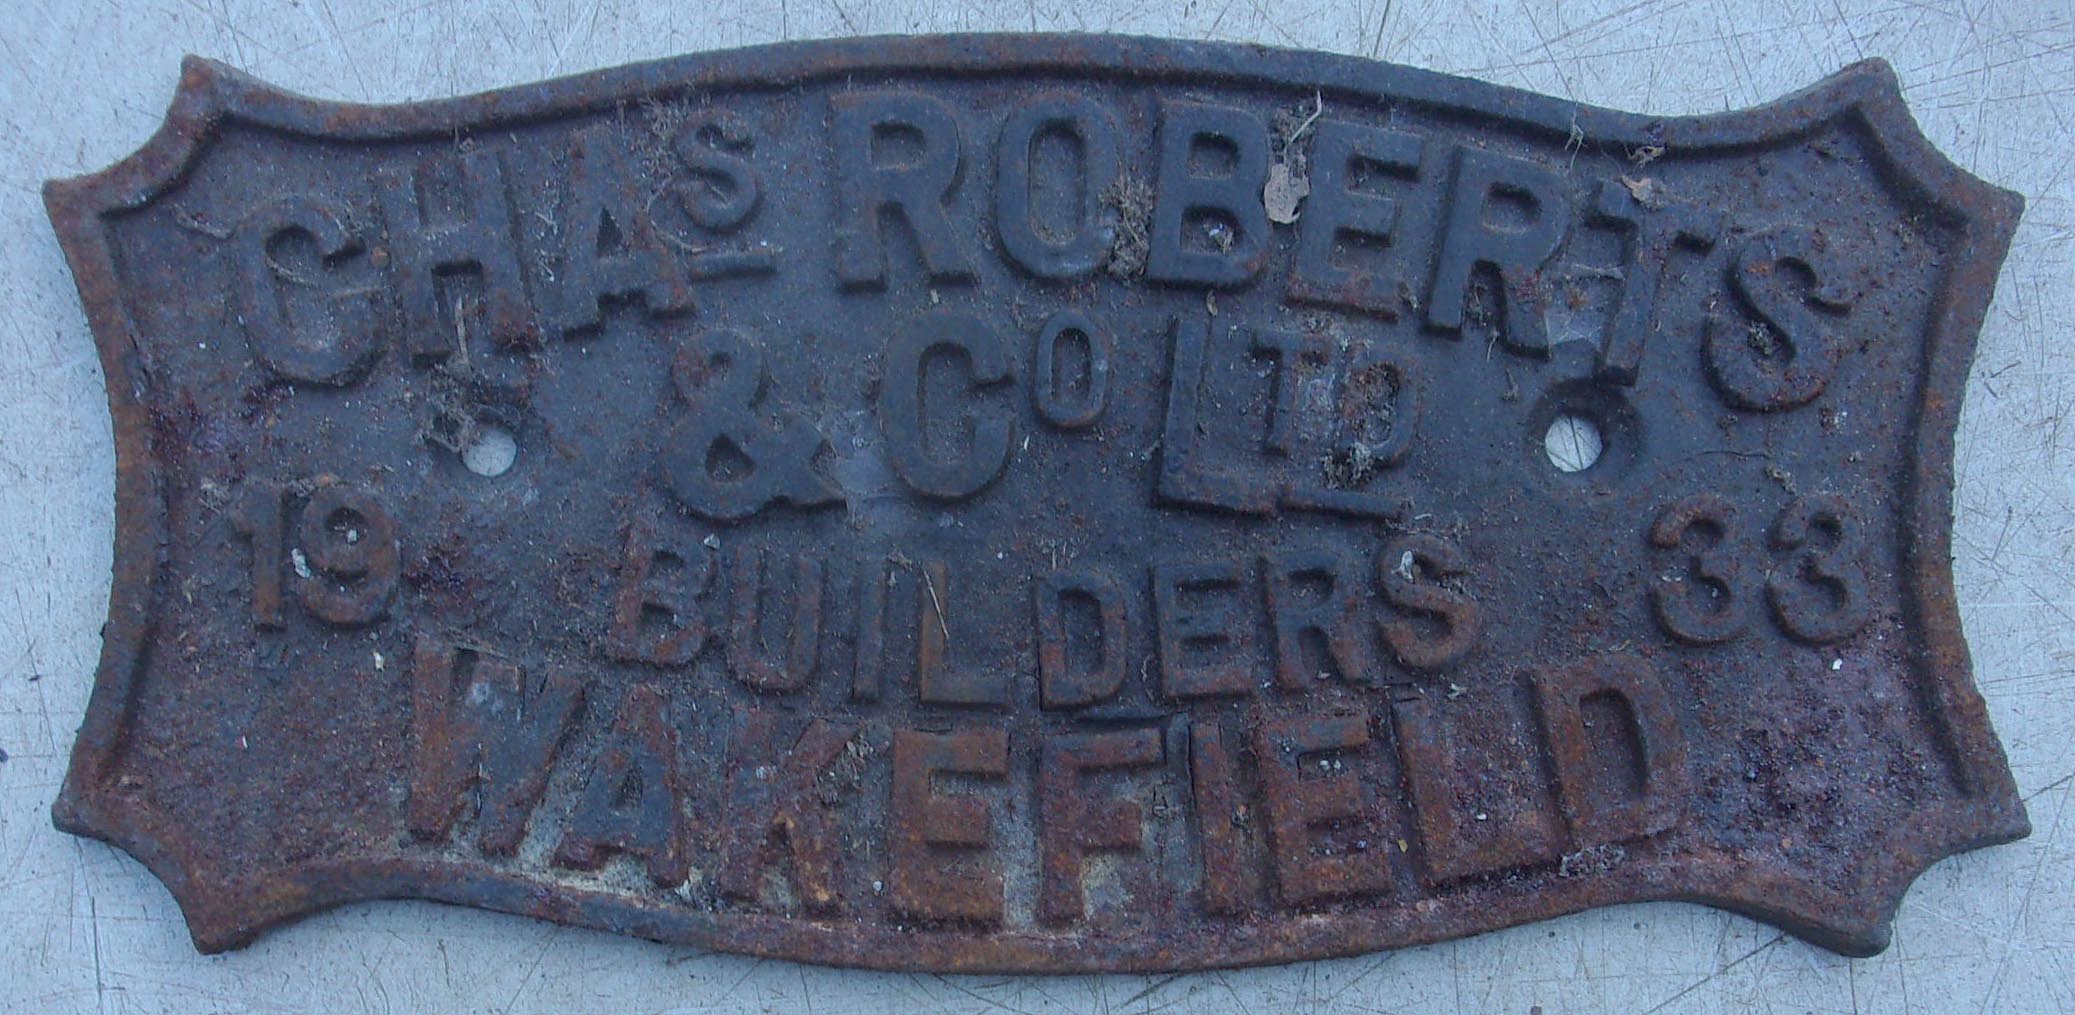 CHAS ROBERTS
& CO LTD
19 BUILDERS 33
WAKEFIELD